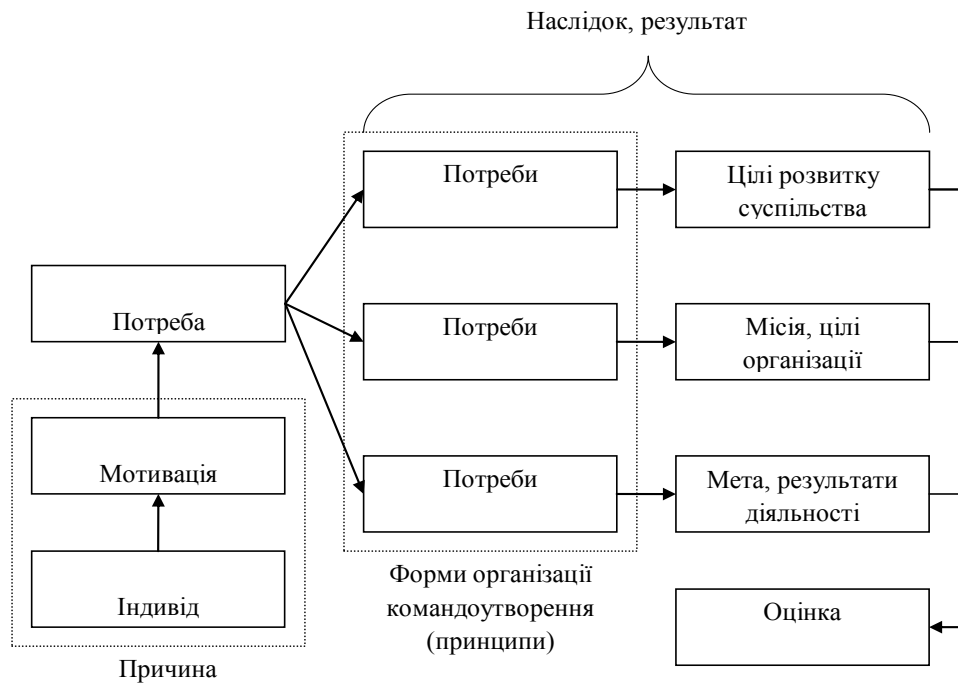 Наслідок, результат
Потреби
Цілі розвитку
суспільства
Потреба
Потреби
Місія, цілі
організації
Мотивація
Потреби
Мета, результати
діяльності
Індивід
Причина
Форми організації
командоутворення
(принципи)
Оцінка